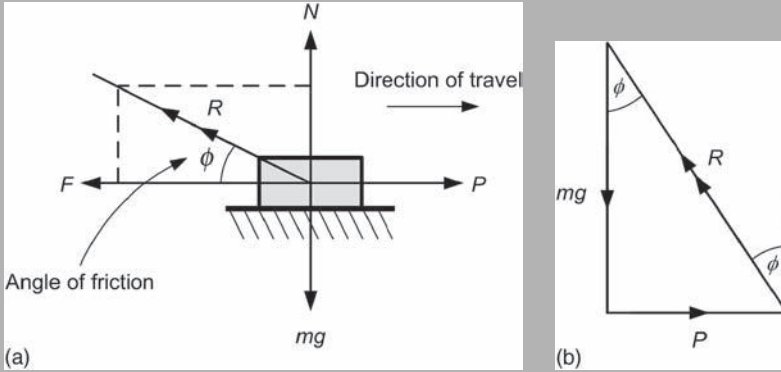 N
Direction of travel
R
ϕ
F
P
Angle of friction
mg
(a)
ϕ
R
mg
ϕ
P
(b)